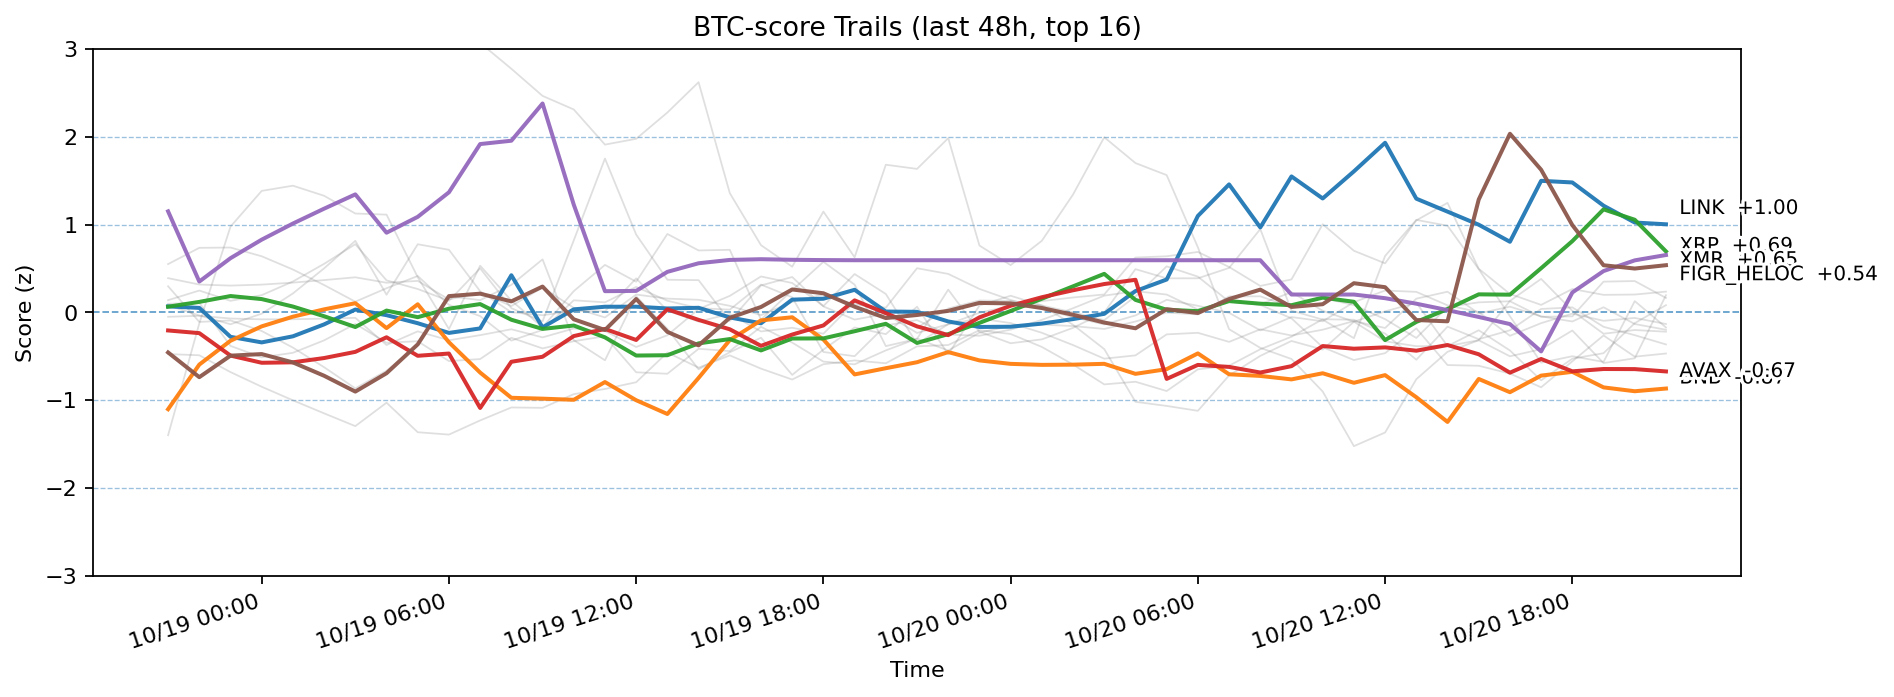 BTC-score Trails (last 48h, top 16)
3
2
1
0
−1
−2
−3
Score (z)
LINK +1.00
XRP +0.69
XMR +0.65
FIGR_HELOC +0.54
AVAX -0.67
BNB -0.87
10/19 00:00
10/19 06:00
10/19 12:00
10/19 18:00
10/20 00:00
10/20 06:00
10/20 12:00
10/20 18:00
Time